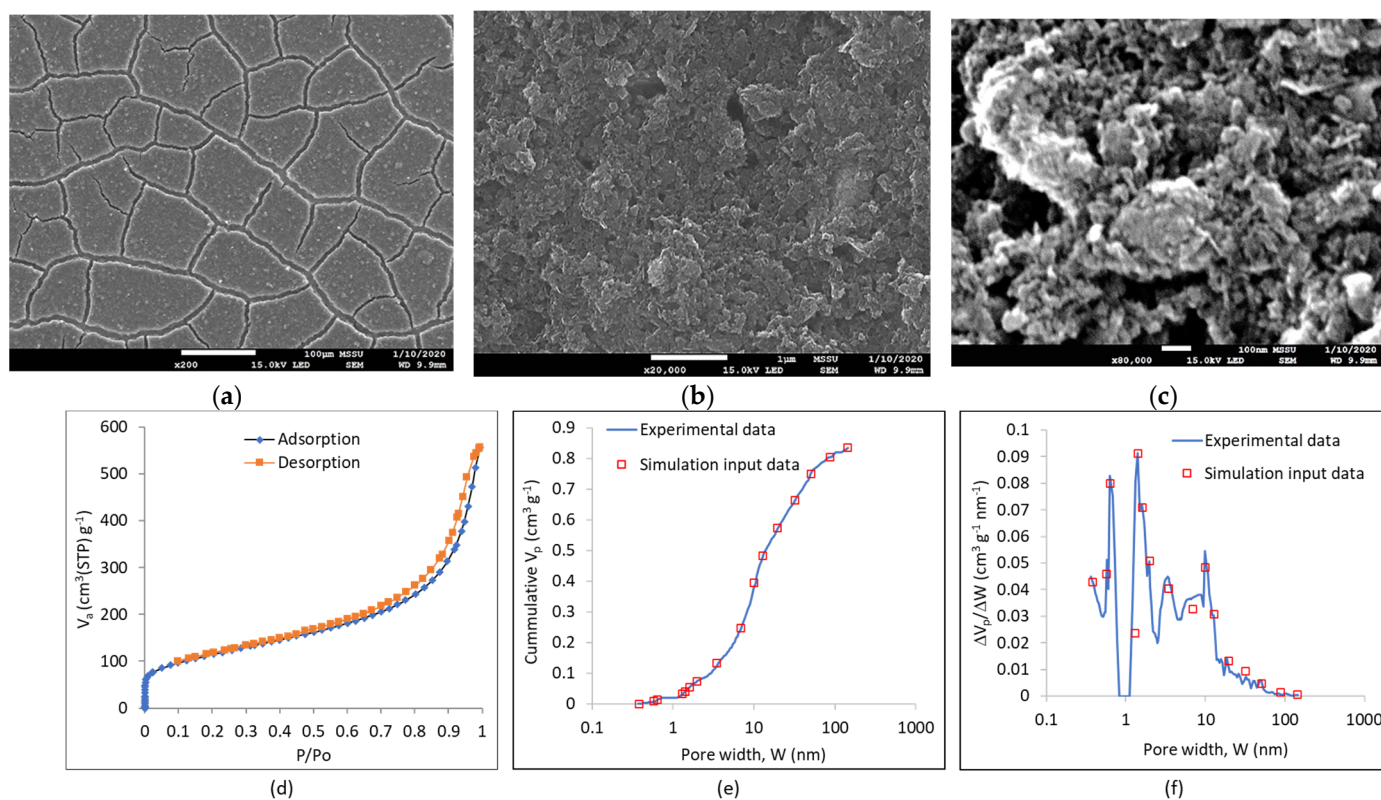 100µm MSSU 1/10/2020
x200 15.0kV LED SEM WD 9.9mm
1µm MSSU 1/10/2020
x20,000 15.0kV LED SEM WD 9.9mm
100nm MSSU 1/10/2020
x80,000 15.0kV LED SEM WD 9.9mm
(a)
(b)
(c)
600
500
400
300
200
100
0
Va (cm³(STP) g⁻¹)
Adsorption
Desorption
0 0.1 0.2 0.3 0.4 0.5 0.6 0.7 0.8 0.9 1
P/Po
(d)
0.9
0.8
0.7
0.6
0.5
0.4
0.3
0.2
0.1
0
Cummulative Vp (cm³ g⁻¹)
Experimental data
Simulation input data
0.1 1 10 100 1000
Pore width, W (nm)
(e)
0.1
0.09
0.08
0.07
0.06
0.05
0.04
0.03
0.02
0.01
0
ΔVp/ΔW (cm³ g⁻¹ nm⁻¹)
Experimental data
Simulation input data
0.1 1 10 100 1000
Pore width, W (nm)
(f)